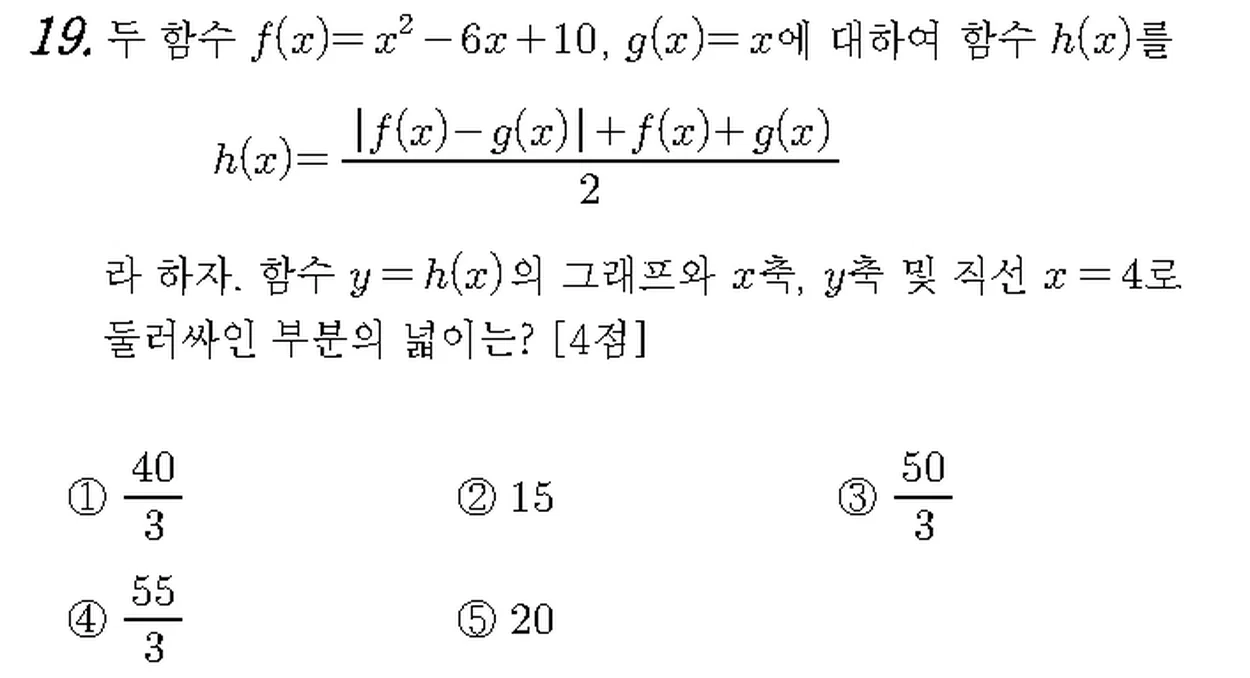 19. 두 함수 f(x)=x²−6x+10, g(x)=x에 대하여 함수 h(x)를
h(x)= |f(x)−g(x)|+f(x)+g(x) / 2
라 하자. 함수 y=h(x)의 그래프와 x축, y축 및 직선 x=4로
둘러싸인 부분의 넓이는? [4점]
① 40/3 ② 15 ③ 50/3
④ 55/3 ⑤ 20